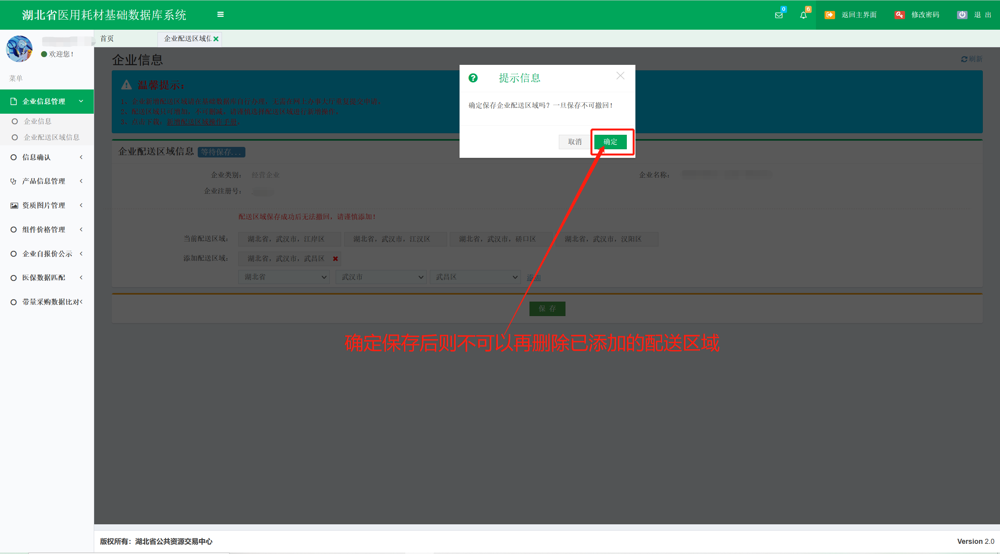 湖北省医用耗材基础数据库系统
0
6
返回主界面
修改密码
退 出
欢迎您!
首页
企业配送区域信
菜单
企业信息管理
企业信息
企业配送区域信息
信息确认
产品信息管理
资质图片管理
组件价格管理
企业自报价公示
医保数据匹配
带量采购数据比对
企业信息
刷新
温馨提示：
1、企业新增配送区域请在基础数据库自行办理，无需在网上办事大厅重复提交申请。
2、配送区域只可增加，不可删减。请谨慎选择配送区域进行新增操作。
3、点击下载：新增配送区域操作手册。
提示信息
确定保存企业配送区域吗？一旦保存不可撤回！
取消
确定
企业配送区域信息 等待保存...
企业类别： 经营企业
企业名称：
企业注册号：
配送区域保存成功后无法撤回，请谨慎添加！
当前配送区域： 湖北省，武汉市，江岸区 湖北省，武汉市，江汉区 湖北省，武汉市，硚口区 湖北省，武汉市，汉阳区
添加配送区域： 湖北省，武汉市，武昌区
湖北省 武汉市 武昌区 添加
保 存
确定保存后则不可以再删除已添加的配送区域
版权所有：湖北省公共资源交易中心
Version 2.0